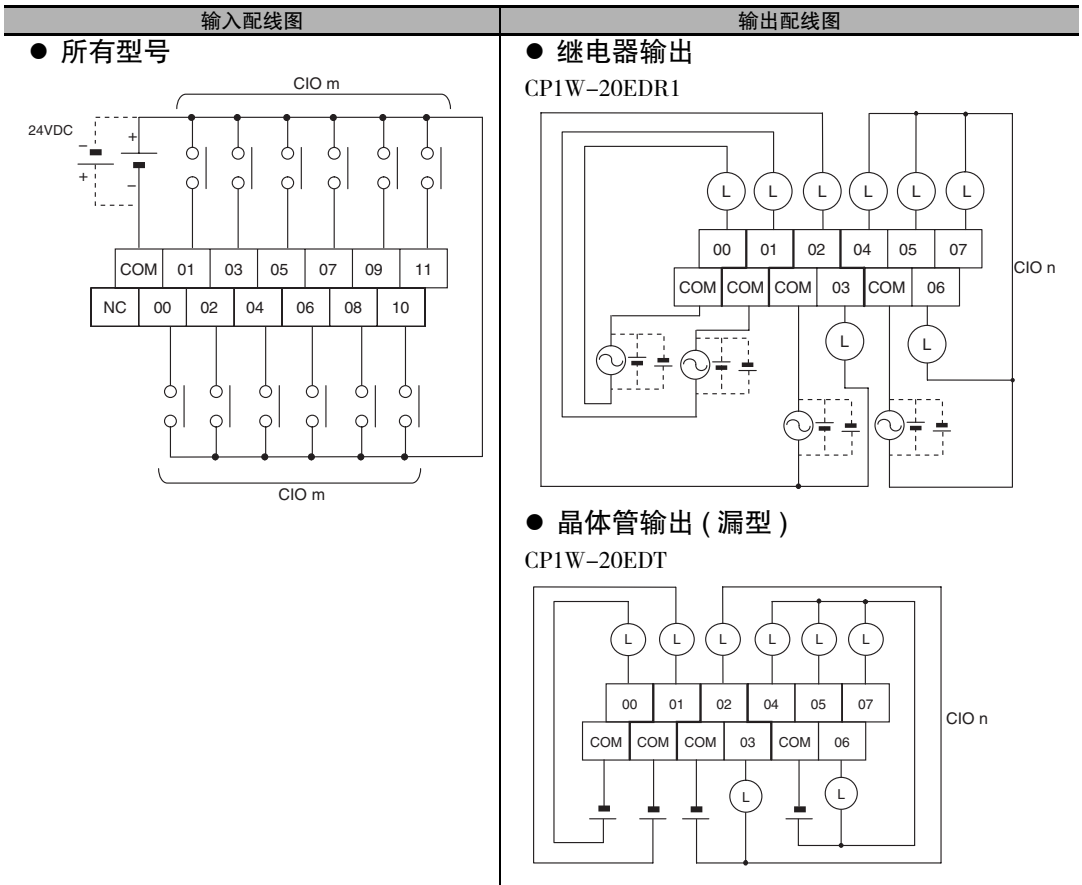 输入配线图
● 所有型号
CIO m
24VDC
− +
+ −
COM 01 03 05 07 09 11
NC 00 02 04 06 08 10
CIO m
输出配线图
● 继电器输出
CP1W−20EDR1
L L L L L L
00 01 02 04 05 07
COM COM COM 03 COM 06
CIO n
L L
● 晶体管输出 ( 漏型 )
CP1W−20EDT
L L L L L L
00 01 02 04 05 07
COM COM COM 03 COM 06
CIO n
L L